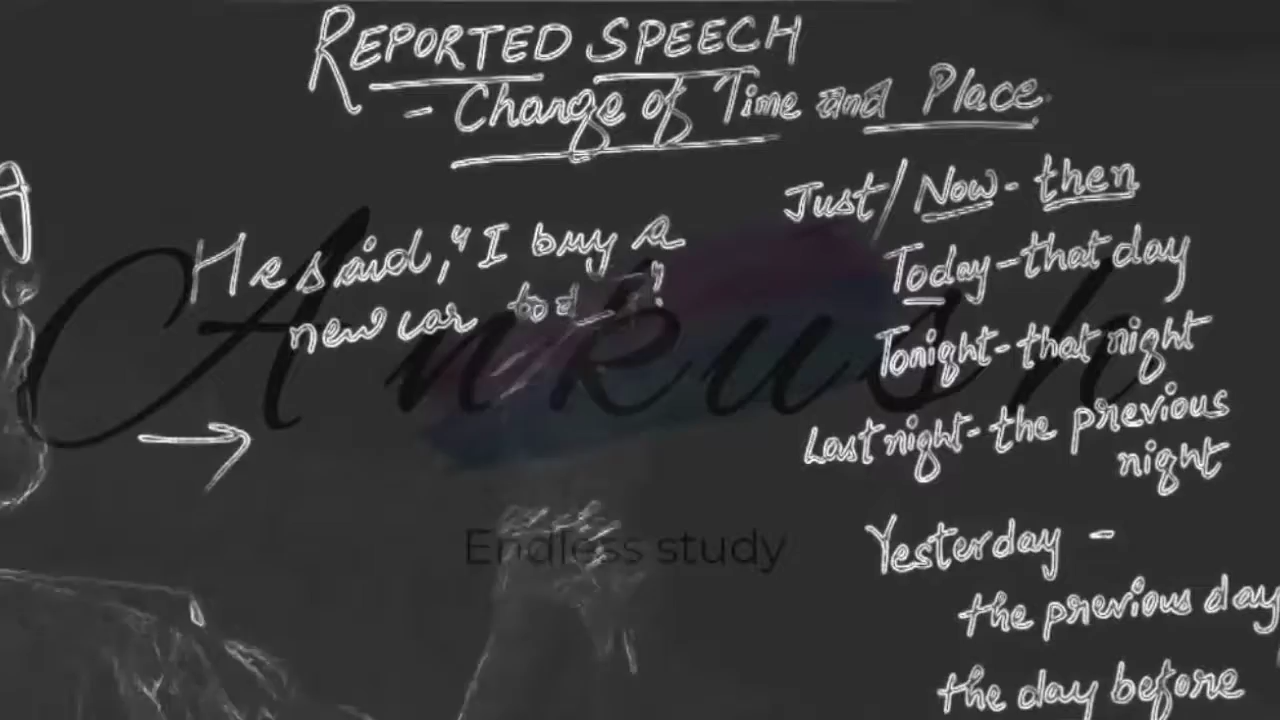 REPORTED SPEECH
- Change of Time and Place.
He said, "I buy a
new car
→
Just/Now - then
Today - that day
Tonight - that night
Last night - the previous
night
Yesterday -
the previous day
the day before
Ankush
Endless study